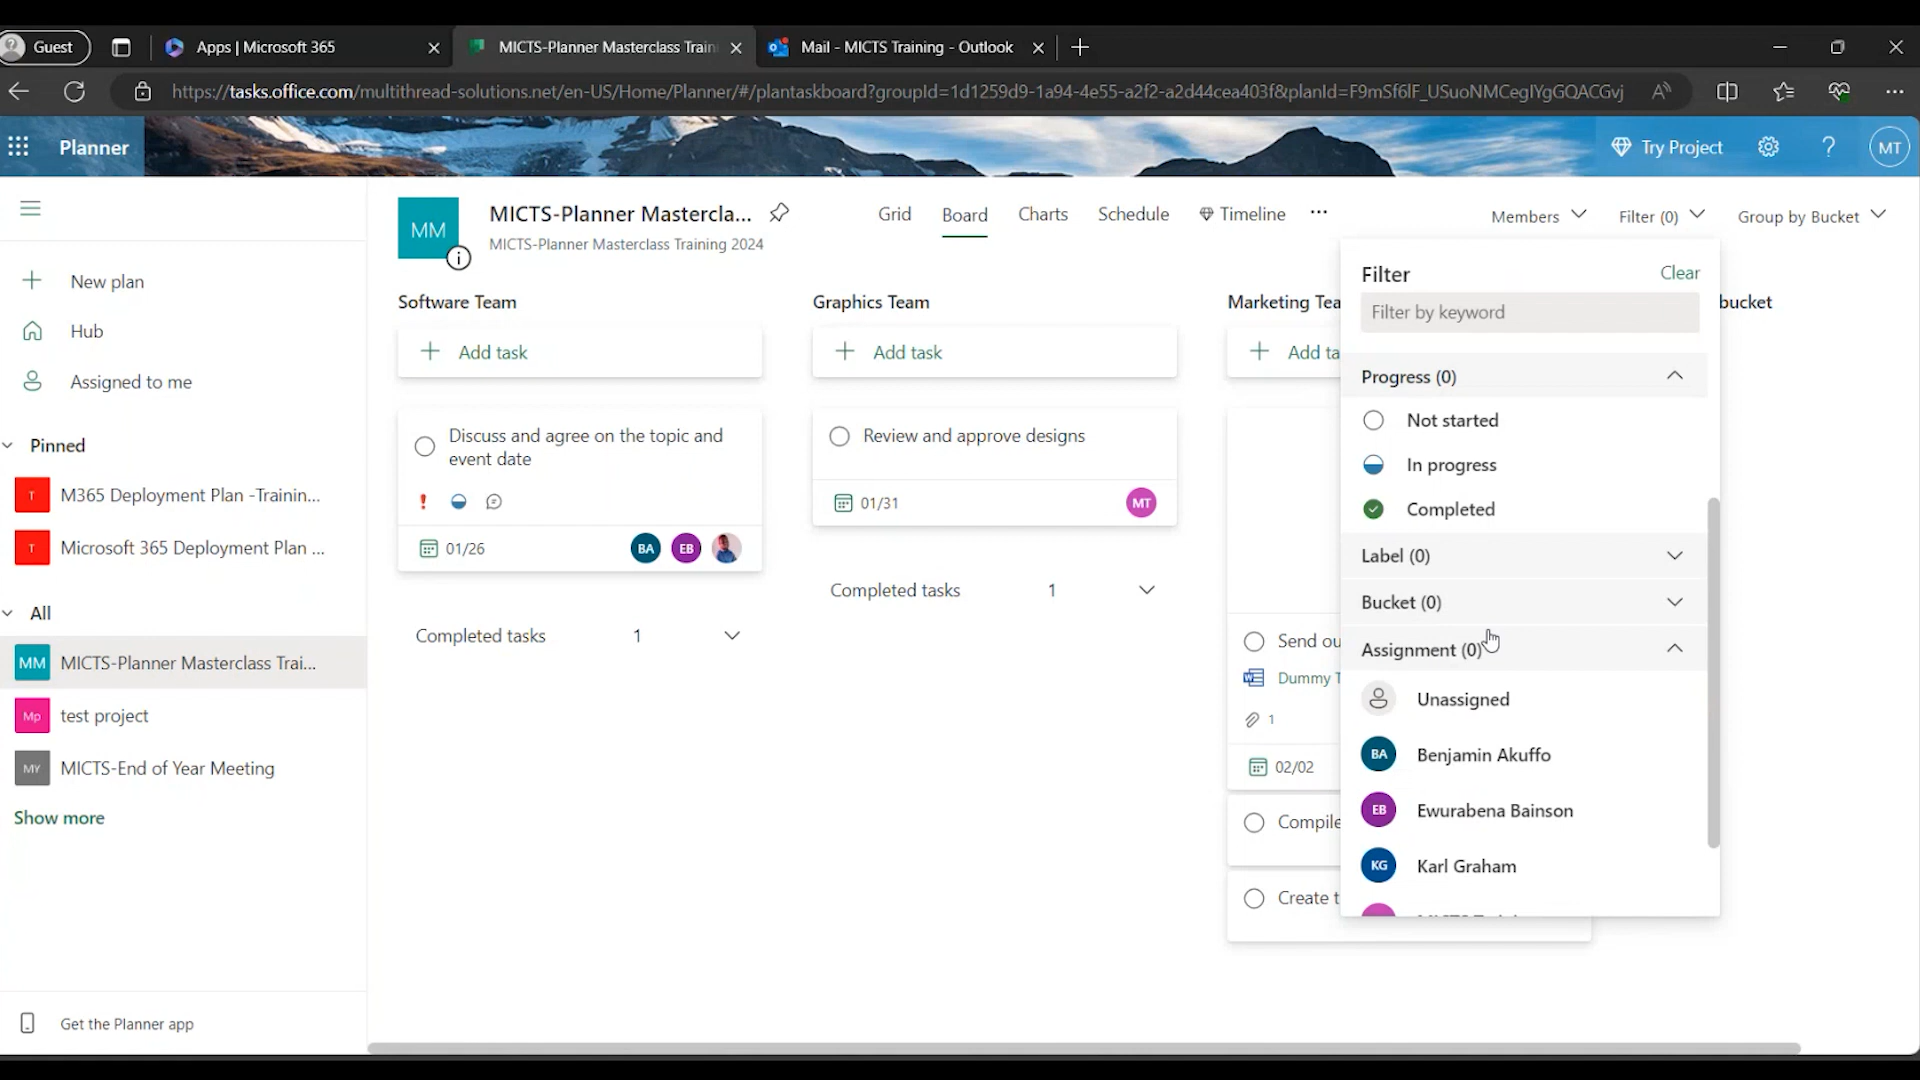 Guest
Apps | Microsoft 365
MICTS-Planner Masterclass Train
Mail - MICTS Training - Outlook
https://tasks.office.com/multithread-solutions.net/en-US/Home/Planner/#/plantaskboard?groupId=1d1259d9-1a94-4e55-a2f2-a2d44cea403f&planId=F9mSf6lF_USuoNMCeglYgGQACGvj
Planner
Try Project
?
MT
MM
MICTS-Planner Mastercla...
MICTS-Planner Masterclass Training 2024
Grid
Board
Charts
Schedule
Timeline
Members
Filter (0)
Group by Bucket
New plan
Hub
Assigned to me
Pinned
T
M365 Deployment Plan -Trainin...
T
Microsoft 365 Deployment Plan ...
All
MM
MICTS-Planner Masterclass Trai...
Mp
test project
MY
MICTS-End of Year Meeting
Show more
Get the Planner app
Software Team
Add task
Discuss and agree on the topic and
event date
01/26
BA
EB
Completed tasks
1
Graphics Team
Add task
Review and approve designs
01/31
MT
Completed tasks
1
Marketing Tea
Add ta
Send ou
Dummy T
1
02/02
Compile
Create t
bucket
Filter
Clear
Filter by keyword
Progress (0)
Not started
In progress
Completed
Label (0)
Bucket (0)
Assignment (0)
Unassigned
BA
Benjamin Akuffo
EB
Ewurabena Bainson
KG
Karl Graham